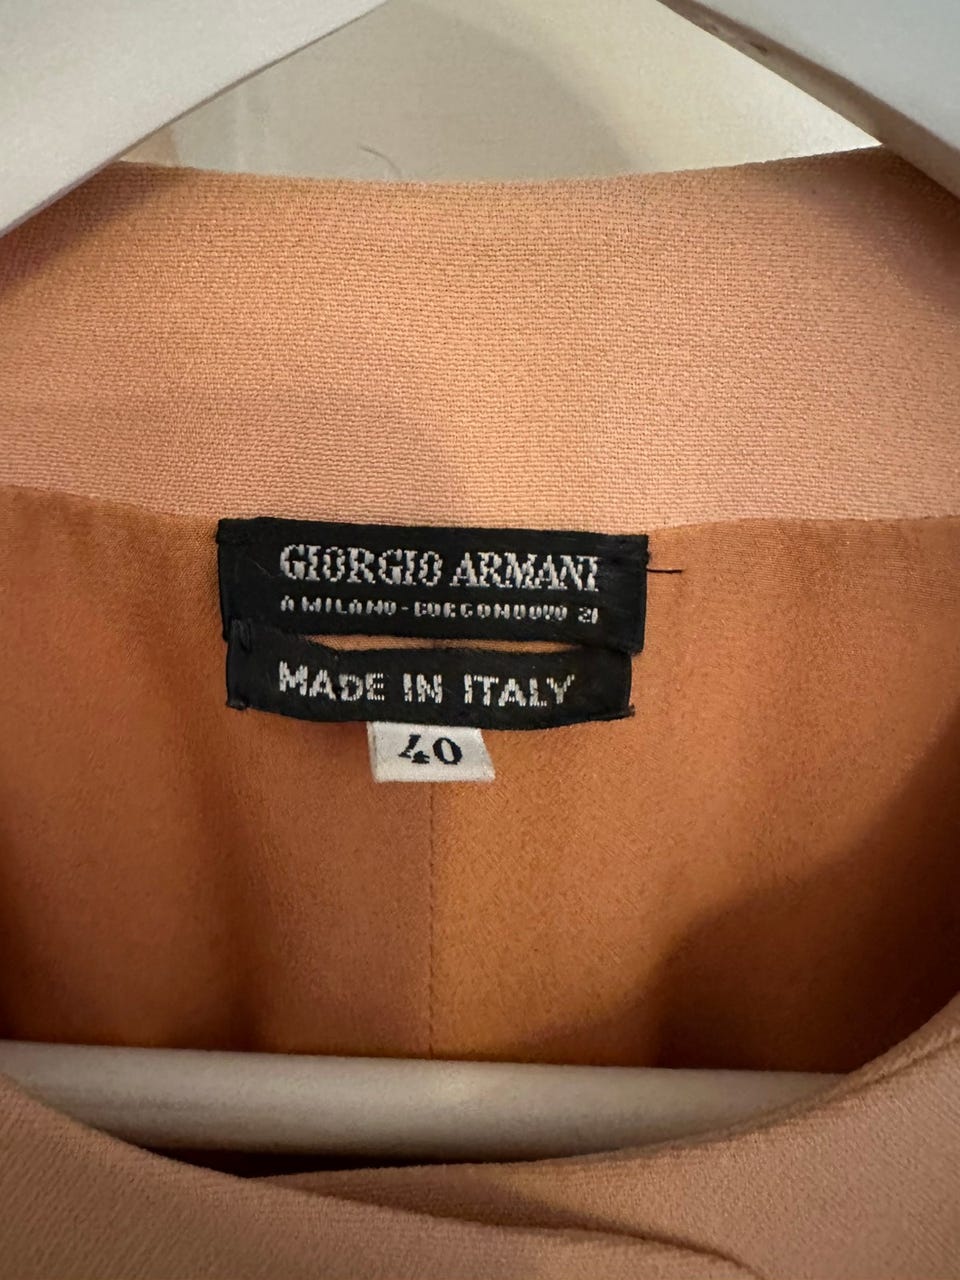 GIORGIO ARMANI
A MILANO-BORGONUOVO 21
MADE IN ITALY
40